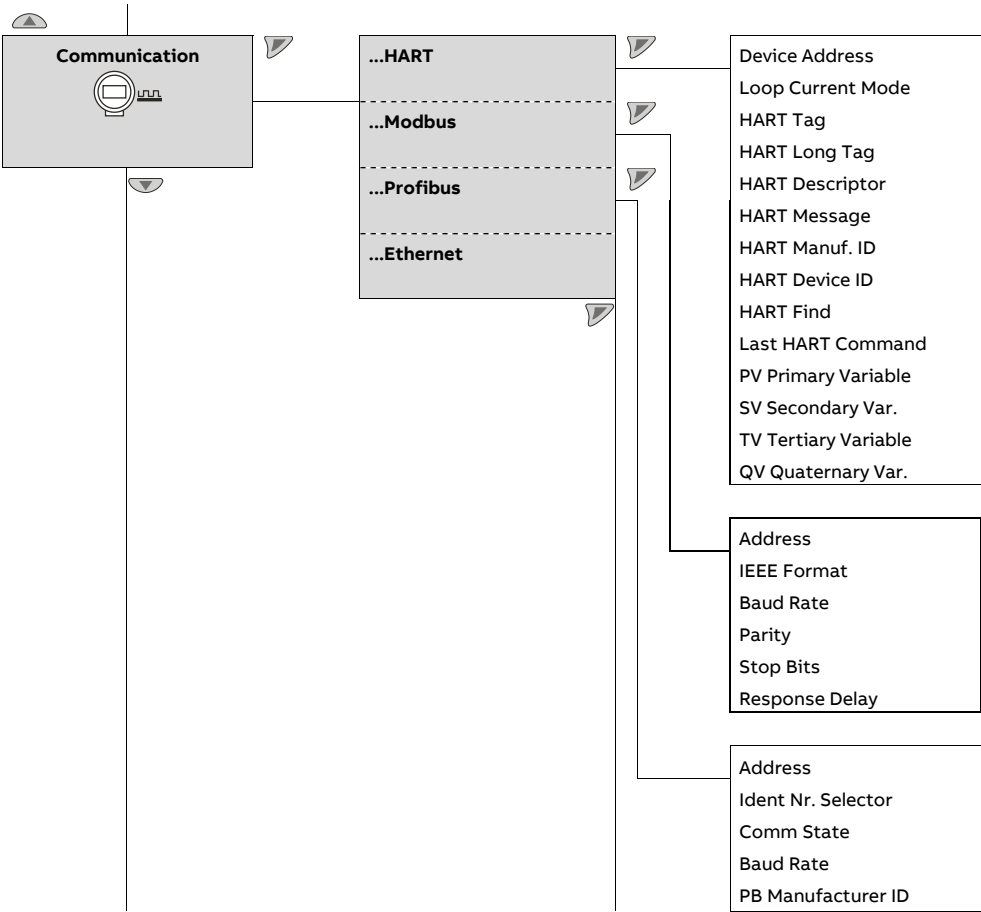 Communication
...HART
...Modbus
...Profibus
...Ethernet
Device Address
Loop Current Mode
HART Tag
HART Long Tag
HART Descriptor
HART Message
HART Manuf. ID
HART Device ID
HART Find
Last HART Command
PV Primary Variable
SV Secondary Var.
TV Tertiary Variable
QV Quaternary Var.
Address
IEEE Format
Baud Rate
Parity
Stop Bits
Response Delay
Address
Ident Nr. Selector
Comm State
Baud Rate
PB Manufacturer ID